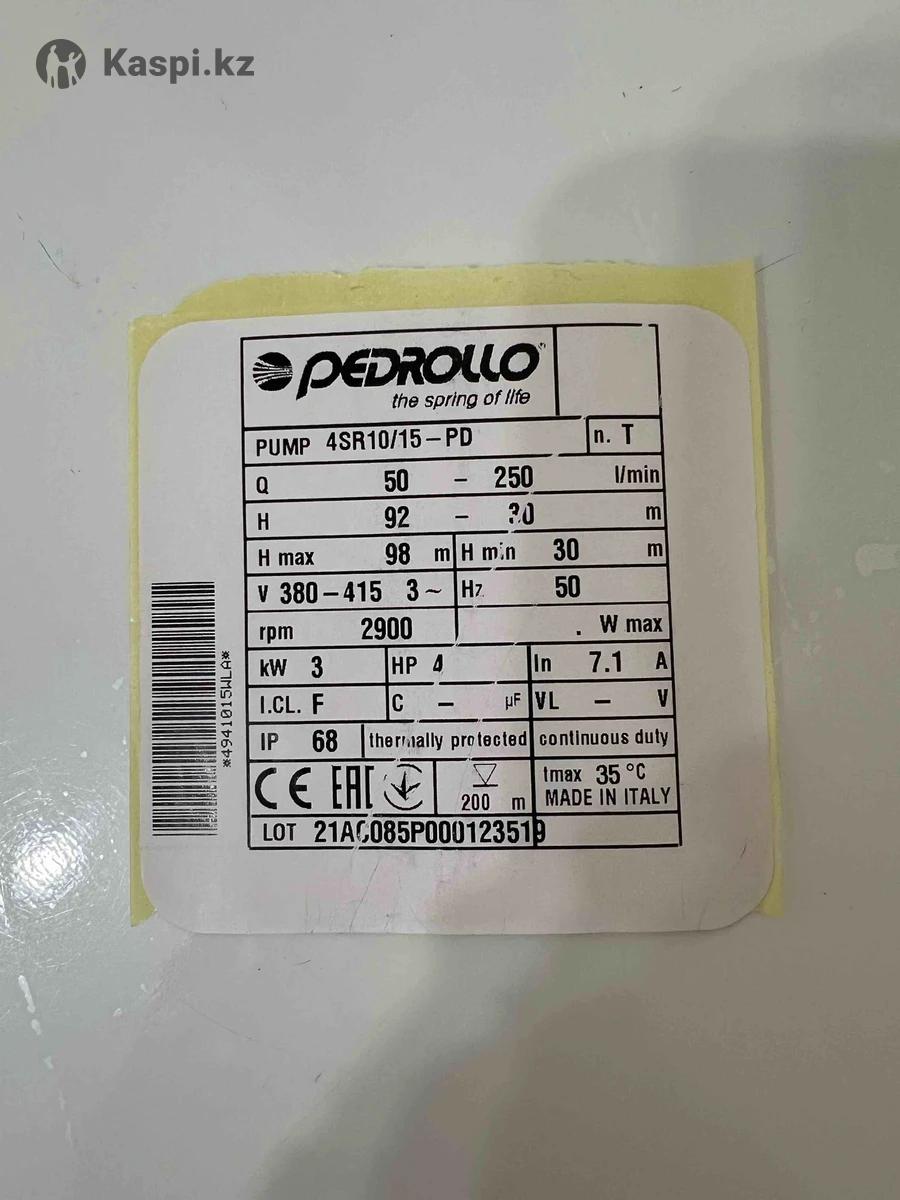 Kaspi.kz
PEDROLLO
the spring of life
PUMP 4SR10/15-PD n. T
Q 50 - 250 l/min
H 92 - 30 m
H max 98 m H min 30 m
V 380-415 3~ Hz 50
rpm 2900 . W max
kW 3 HP 4 In 7.1 A
I.CL. F C - µF VL - V
IP 68 thermally protected continuous duty
CE EAC 200 m tmax 35 °C
MADE IN ITALY
LOT 21AC085P000123519
*4941015WLA*